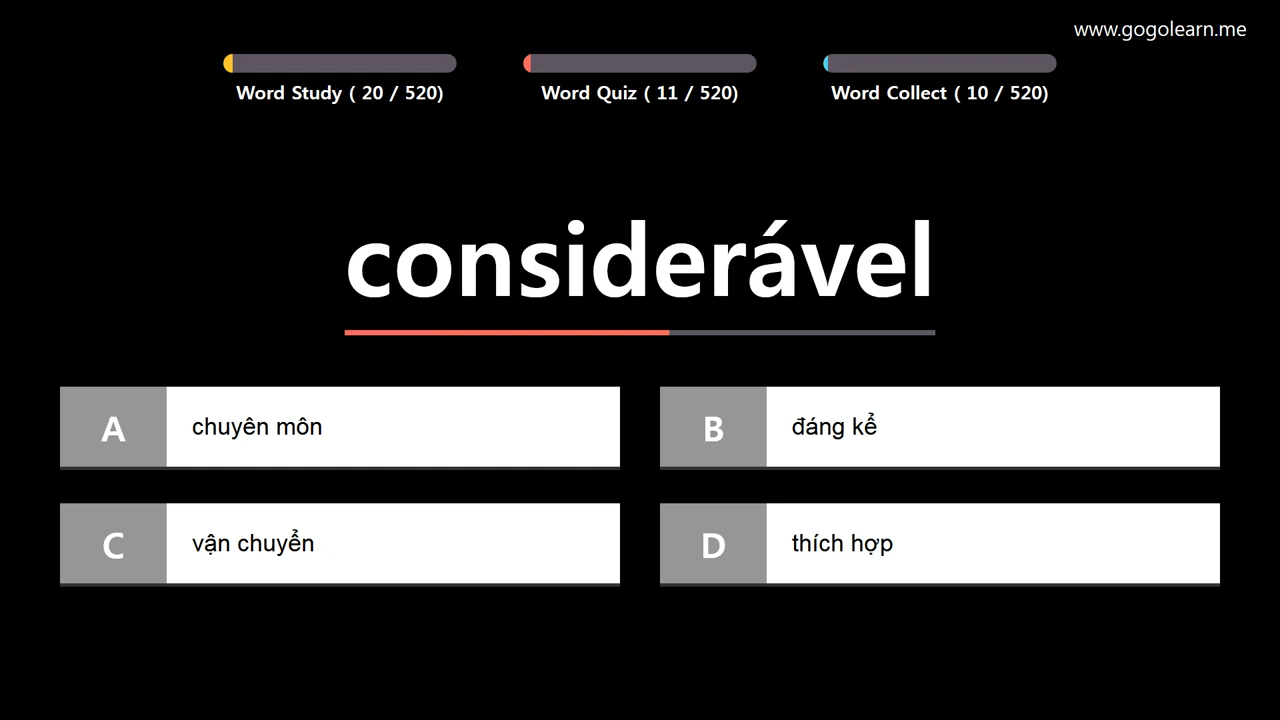 www.gogolearn.me
Word Study ( 20 / 520)
Word Quiz ( 11 / 520)
Word Collect ( 10 / 520)
considerável
A chuyên môn
B đáng kể
C vận chuyển
D thích hợp